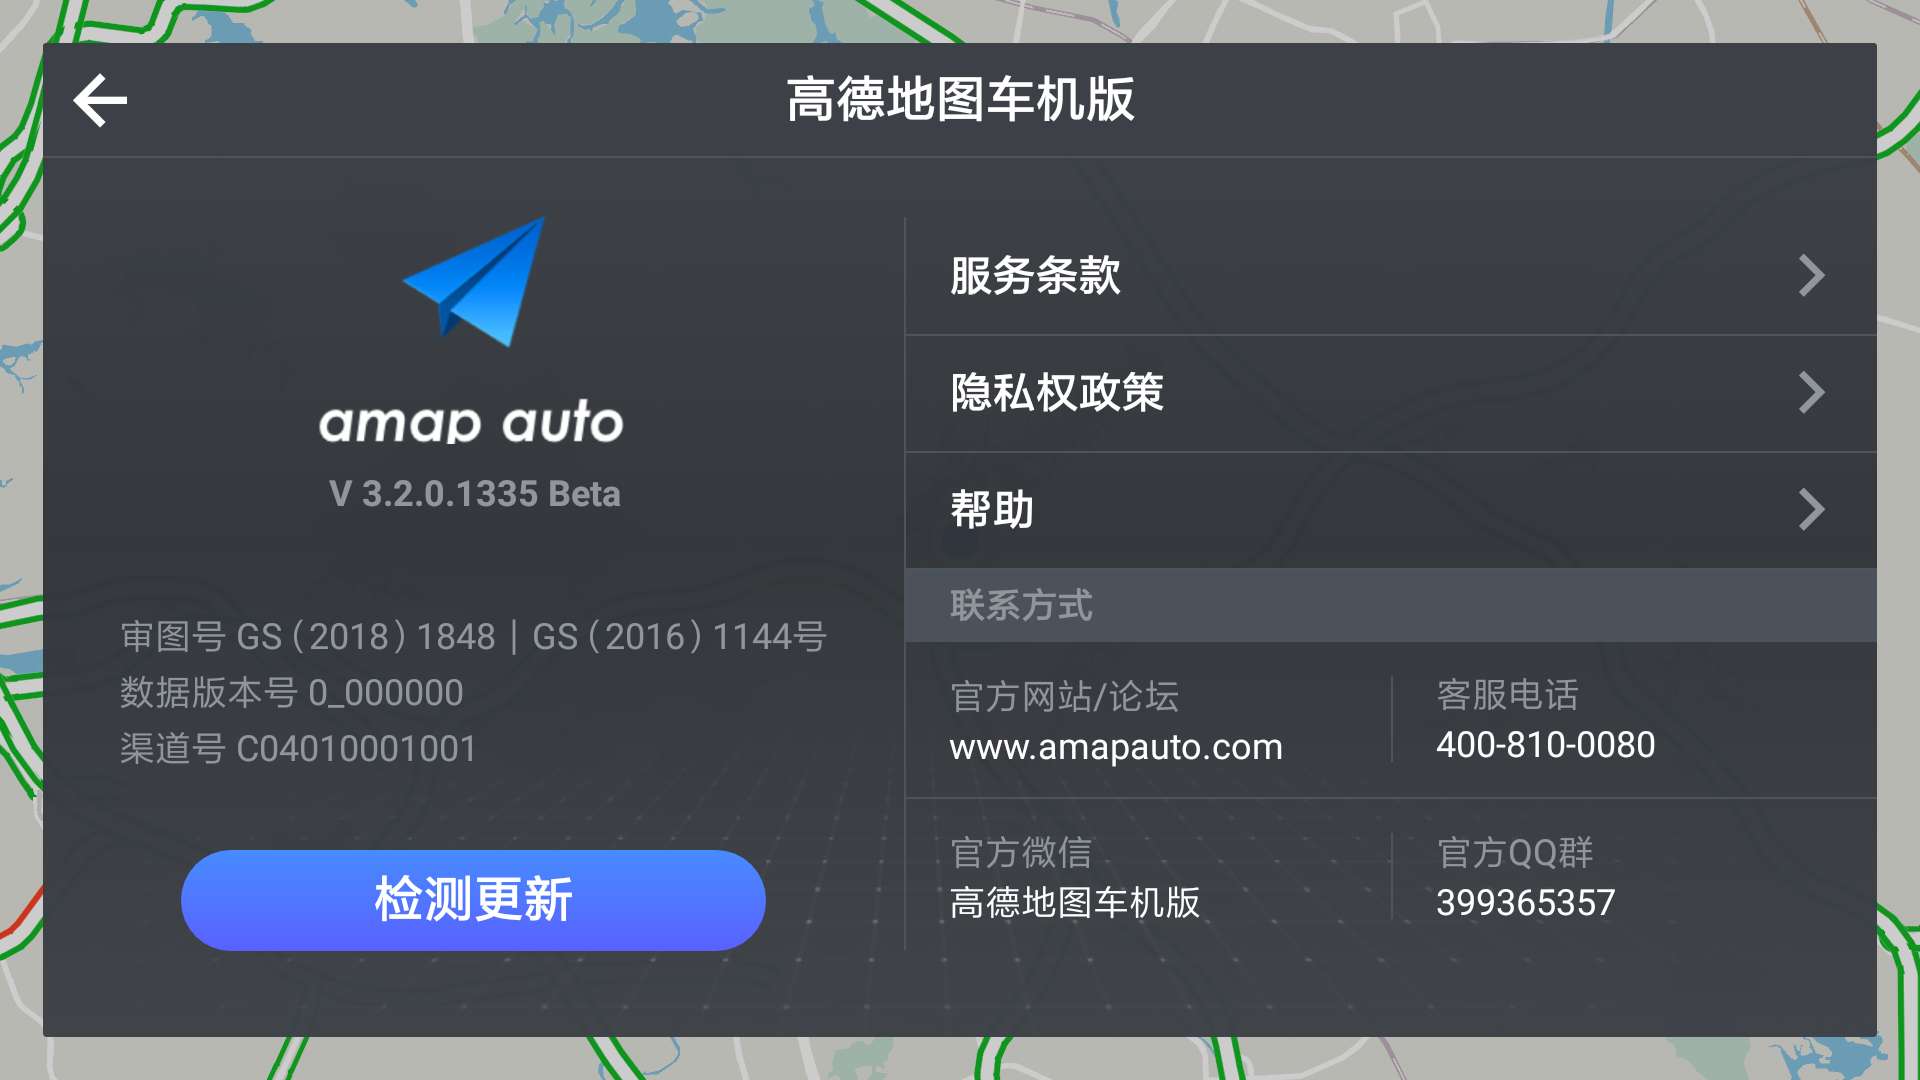 高德地图车机版
amap auto
V 3.2.0.1335 Beta
审图号 GS（2018）1848 | GS（2016）1144号
数据版本号 0_000000
渠道号 C04010001001
检测更新
服务条款
隐私权政策
帮助
联系方式
官方网站/论坛
www.amapauto.com
客服电话
400-810-0080
官方微信
高德地图车机版
官方QQ群
399365357